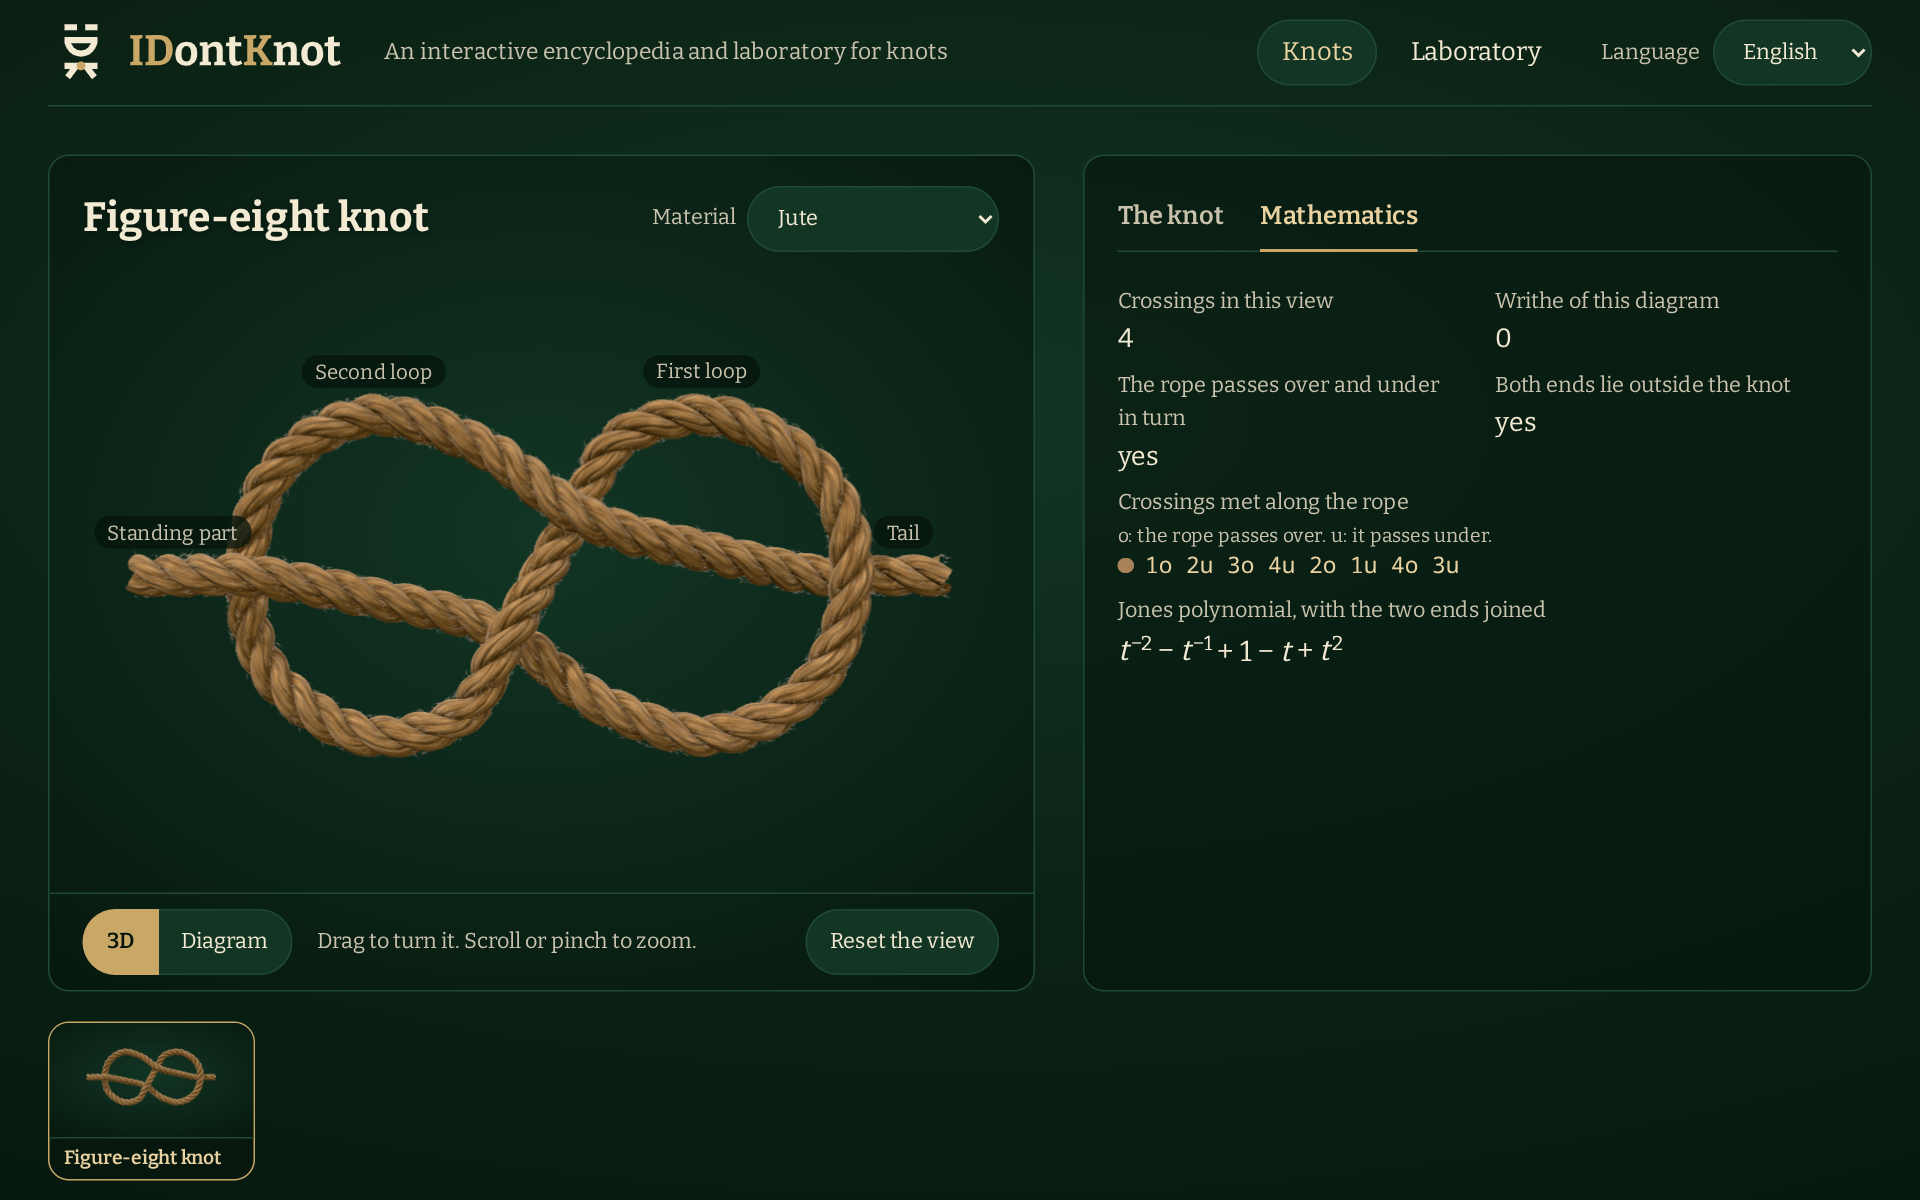 IDontKnot
An interactive encyclopedia and laboratory for knots
Knots
Laboratory
Language
English
Figure-eight knot
Material
Jute
Second loop
First loop
Standing part
Tail
3D
Diagram
Drag to turn it. Scroll or pinch to zoom.
Reset the view
The knot
Mathematics
Crossings in this view
4
Writhe of this diagram
0
The rope passes over and under
in turn
yes
Both ends lie outside the knot
yes
Crossings met along the rope
o: the rope passes over. u: it passes under.
1o 2u 3o 4u 2o 1u 4o 3u
Jones polynomial, with the two ends joined
t⁻² − t⁻¹ + 1 − t + t²
Figure-eight knot